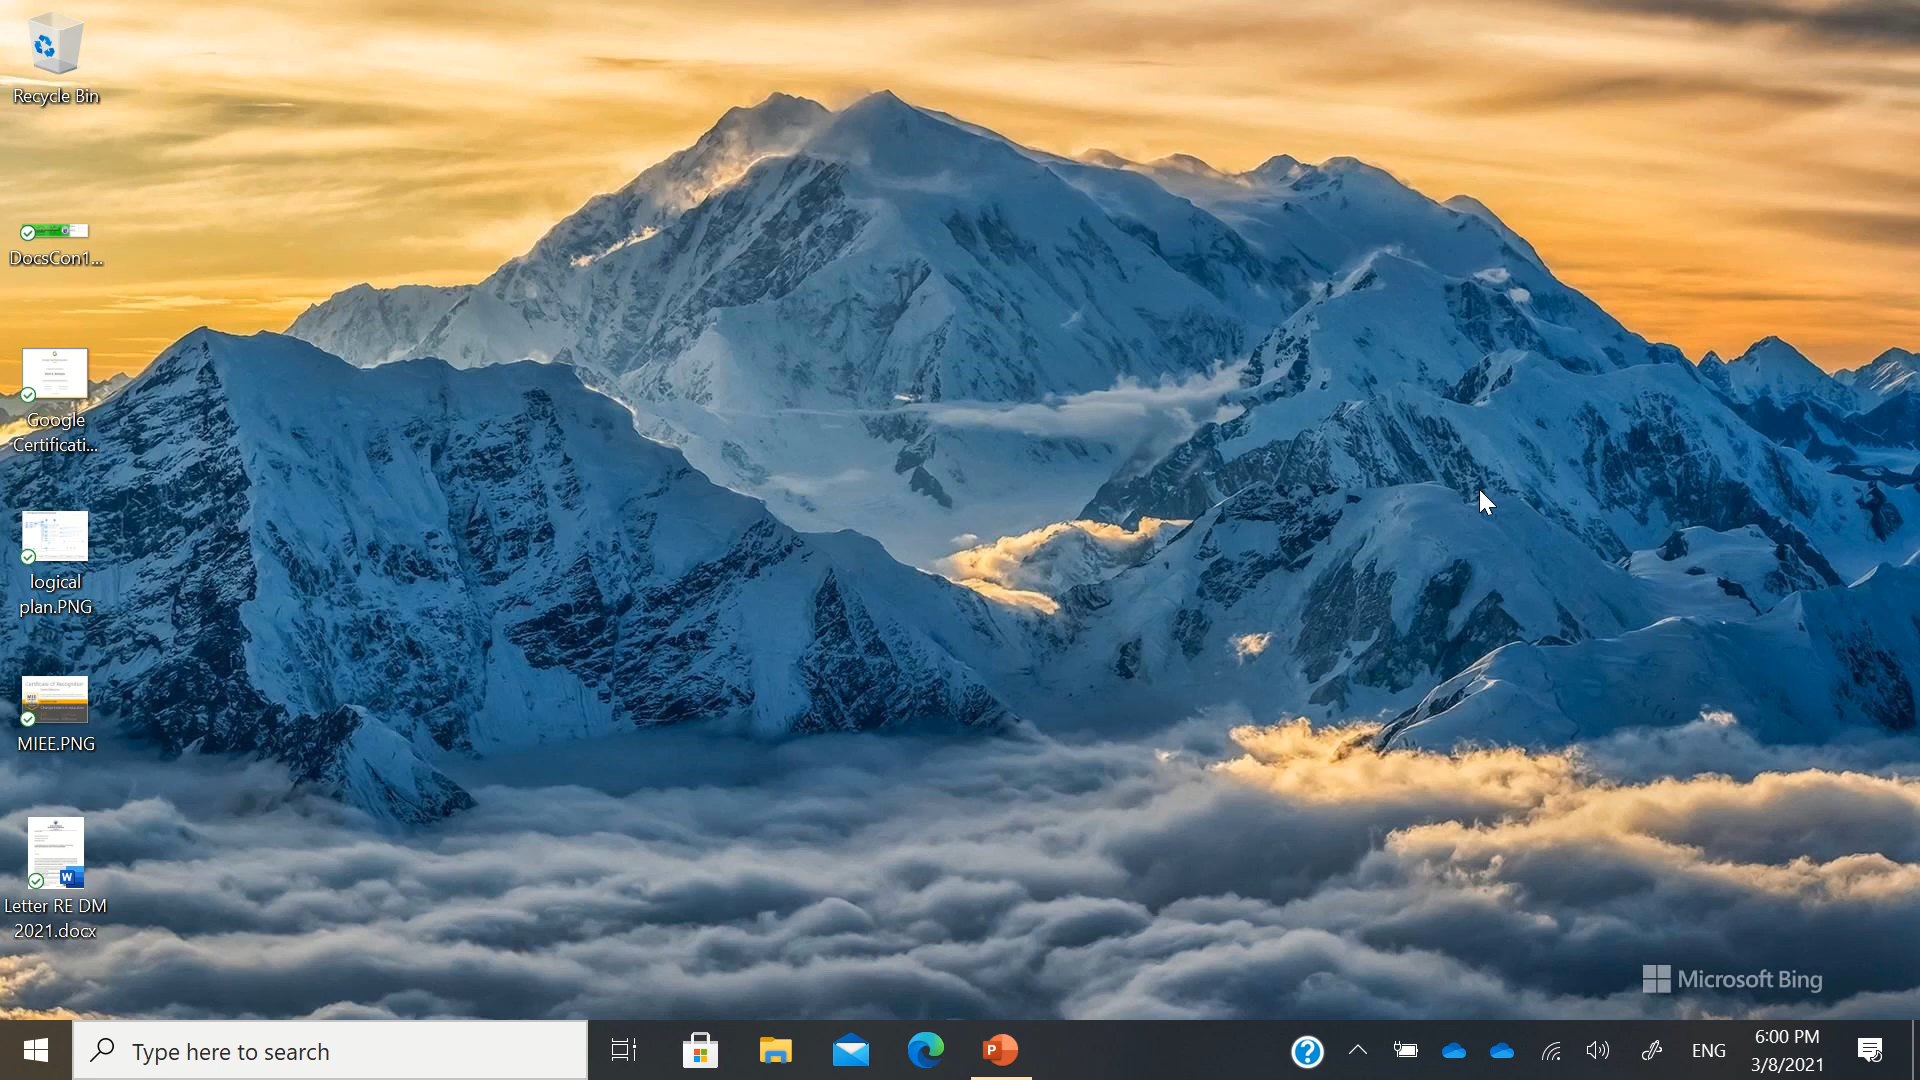 Recycle Bin
DocsCon1...
Google
Certificati...
logical
plan.PNG
MIEE.PNG
Letter RE DM
2021.docx
Microsoft Bing
Type here to search
ENG
6:00 PM
3/8/2021